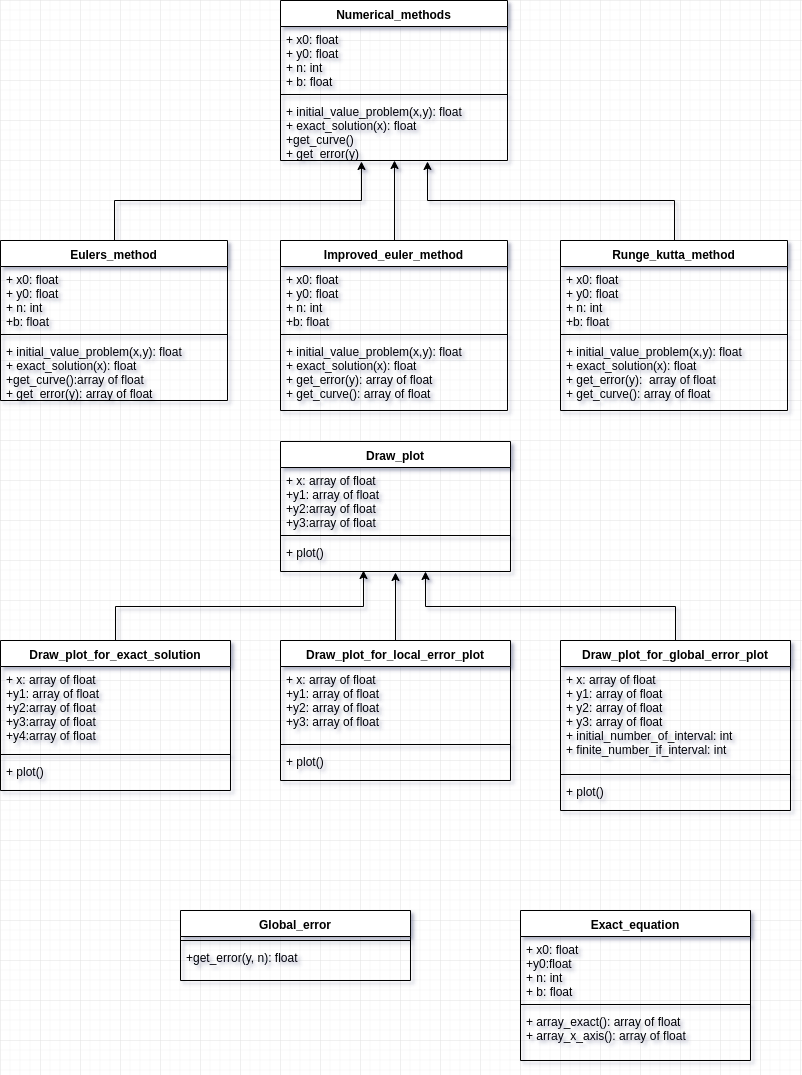 Numerical_methods
+ x0: float
+ y0: float
+ n: int
+ b: float
+ initial_value_problem(x,y): float
+ exact_solution(x): float
+get_curve()
+ get_error(y)
Eulers_method
+ x0: float
+ y0: float
+ n: int
+b: float
+ initial_value_problem(x,y): float
+ exact_solution(x): float
+get_curve():array of float
+ get_error(y): array of float
Improved_euler_method
+ x0: float
+ y0: float
+ n: int
+b: float
+ initial_value_problem(x,y): float
+ exact_solution(x): float
+ get_error(y): array of float
+ get_curve(): array of float
Runge_kutta_method
+ x0: float
+ y0: float
+ n: int
+b: float
+ initial_value_problem(x,y): float
+ exact_solution(x): float
+ get_error(y):  array of float
+ get_curve(): array of float
Draw_plot
+ x: array of float
+y1: array of float
+y2:array of float
+y3:array of float
+ plot()
Draw_plot_for_exact_solution
+ x: array of float
+y1: array of float
+y2:array of float
+y3:array of float
+y4:array of float
+ plot()
Draw_plot_for_local_error_plot
+ x: array of float
+y1: array of float
+y2: array of float
+y3: array of float
+ plot()
Draw_plot_for_global_error_plot
+ x: array of float
+ y1: array of float
+ y2: array of float
+ y3: array of float
+ initial_number_of_interval: int
+ finite_number_if_interval: int
+ plot()
Global_error
+get_error(y, n): float
Exact_equation
+ x0: float
+y0:float
+ n: int
+ b: float
+ array_exact(): array of float
+ array_x_axis(): array of float